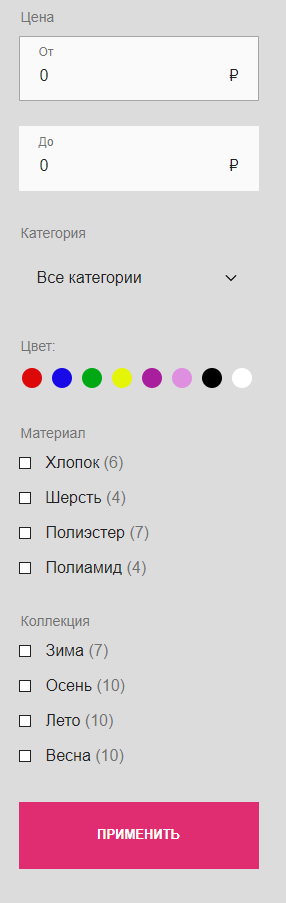 Цена
От
0 ₽
До
0 ₽
Категория
Все категории
Цвет:
Материал
Хлопок (6)
Шерсть (4)
Полиэстер (7)
Полиамид (4)
Коллекция
Зима (7)
Осень (10)
Лето (10)
Весна (10)
ПРИМЕНИТЬ